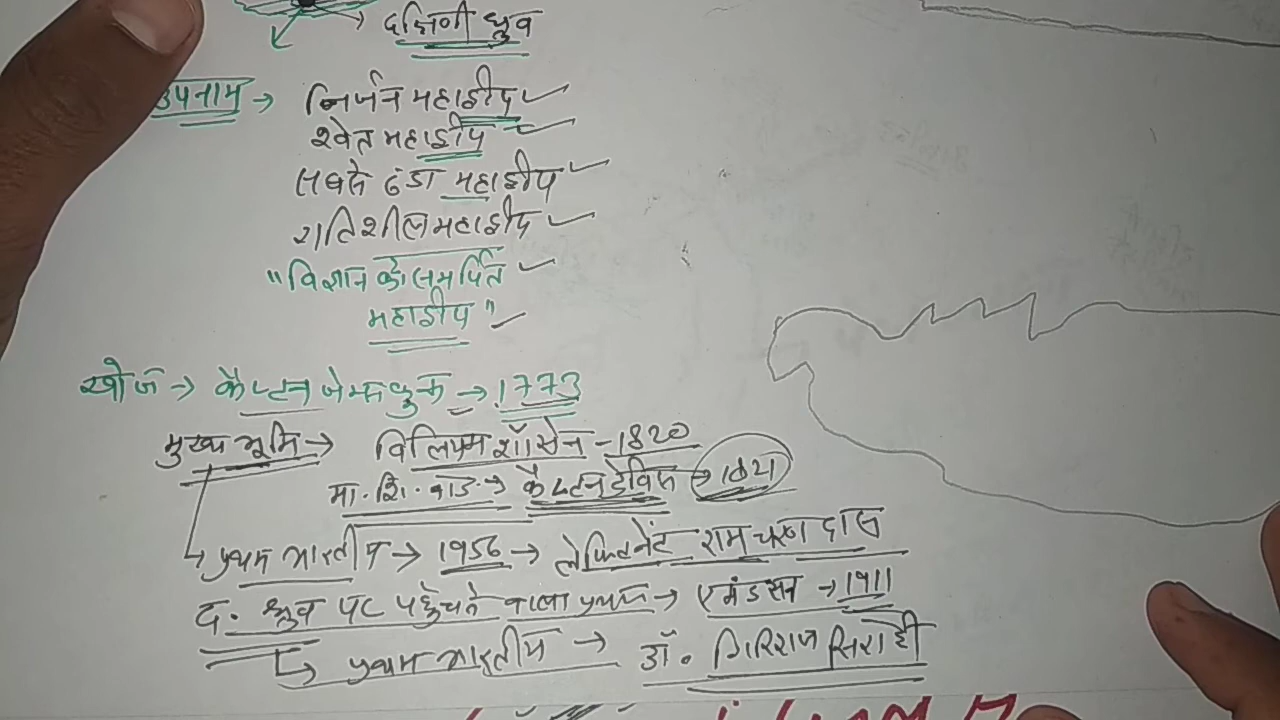 → दक्षिणी ध्रुव
उपनाम → निर्जन महाद्वीप
श्वेत महाद्वीप
सबसे ठंडा महाद्वीप
गतिशील महाद्वीप
"विज्ञान को समर्पित
महाद्वीप"
खोज → कैप्टन जेम्स कुक → 1773
मुख्य भूमि → विलियम शॉसेन - 1820
मा. शि. बोर्ड → कैप्टन डेविस → 1821
↳ प्रथम भारतीय → 1956 → लेफ्टिनेंट रामचरण दास
द. ध्रुव पर पहुँचने वाला प्रथम → एमंडसन → 1911
↳ प्रथम भारतीय → डॉ. गिरिराज सिरोही